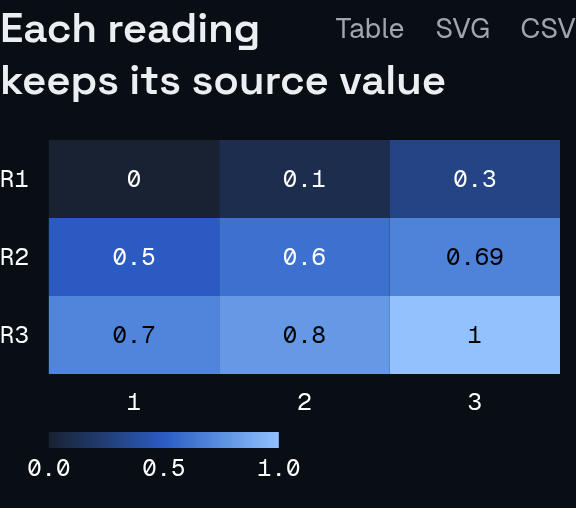 Each reading
keeps its source value
Table SVG CSV
R1 0 0.1 0.3
R2 0.5 0.6 0.69
R3 0.7 0.8 1
1 2 3
0.0 0.5 1.0